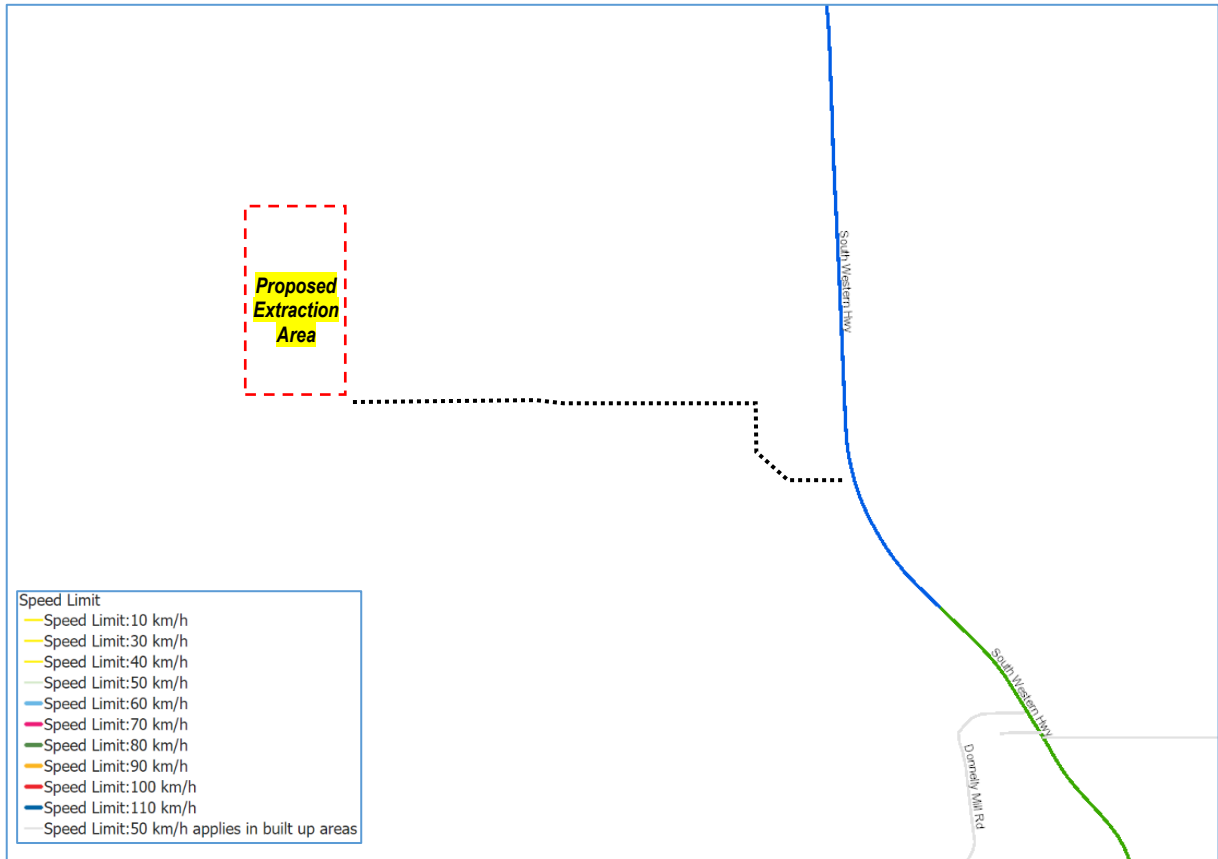 South Western Hwy
Proposed
Extraction
Area
Speed Limit
Speed Limit:10 km/h
Speed Limit:30 km/h
Speed Limit:40 km/h
Speed Limit:50 km/h
Speed Limit:60 km/h
Speed Limit:70 km/h
Speed Limit:80 km/h
Speed Limit:90 km/h
Speed Limit:100 km/h
Speed Limit:110 km/h
Speed Limit:50 km/h applies in built up areas
South Western Hwy
Donnelly Mill Rd